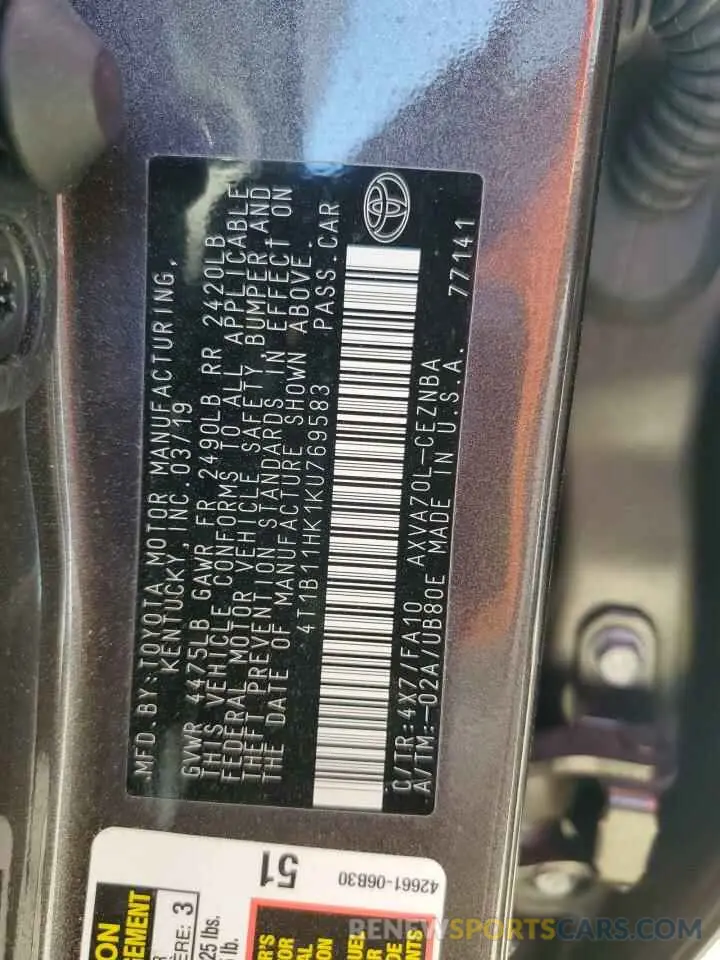 MFD.BY:TOYOTA MOTOR MANUFACTURING,
KENTUCKY, INC.03/19
GVWR 4475LB GAWR FR 2490LB RR 2420LB
THIS VEHICLE CONFORMS TO ALL APPLICABLE
FEDERAL MOTOR VEHICLE SAFETY, BUMPER AND
THEFT PREVENTION STANDARDS IN EFFECT ON
THE DATE OF MANUFACTURE SHOWN ABOVE.
4T1B11HK1KU769583 PASS.CAR
C/TR:4X7/FA10 AXVA70L-CEZNBA 77141
A/TM:-02A/UB80E MADE IN U.S.A.
51
42661-06B30
RENEWSPORTSCARS.COM